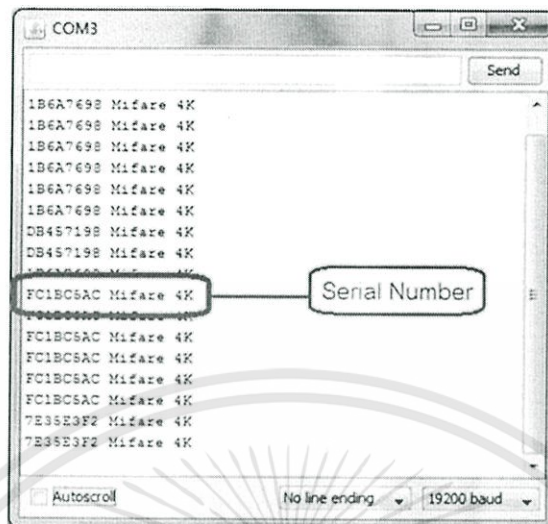 COM3
Send
1B6A7698 Mifare 4K
1B6A7698 Mifare 4K
1B6A7698 Mifare 4K
1B6A7698 Mifare 4K
1B6A7698 Mifare 4K
1B6A7698 Mifare 4K
DB457198 Mifare 4K
DB457198 Mifare 4K
4K
FC1BC5AC Mifare 4K
Serial Number
4K
FC1BC5AC Mifare 4K
FC1BC5AC Mifare 4K
FC1BC5AC Mifare 4K
FC1BC5AC Mifare 4K
7E35E3F2 Mifare 4K
7E35E3F2 Mifare 4K
Autoscroll
No line ending
19200 baud